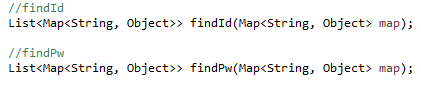 //findId
List<Map<String, Object>> findId(Map<String, Object> map);
//findPw
List<Map<String, Object>> findPw(Map<String, Object> map);